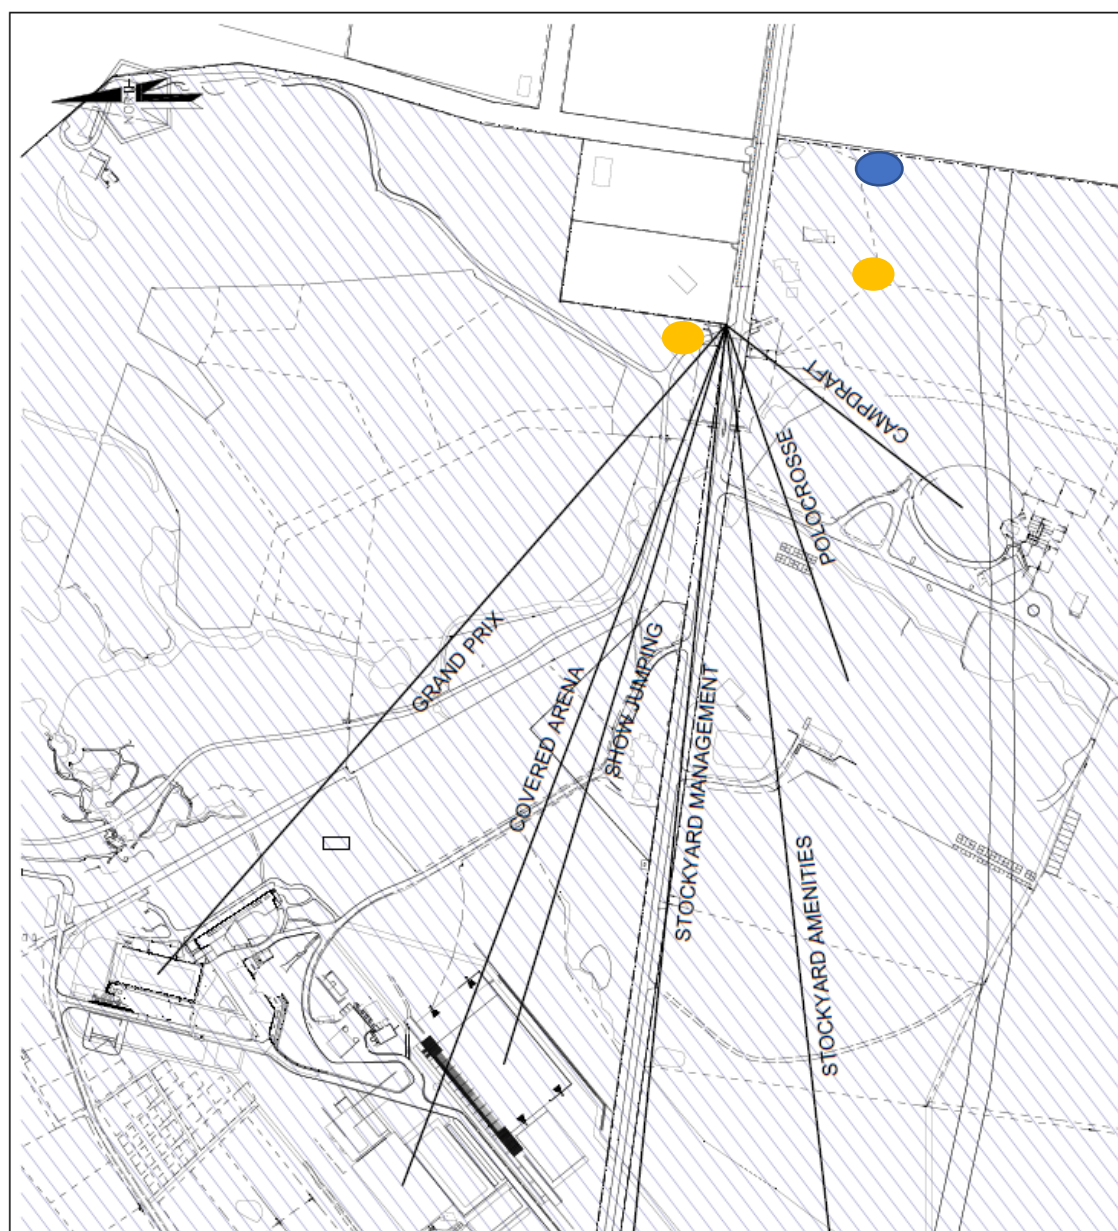 NORTH
CAMPDRAFT
POLOCROSSE
GRAND PRIX
COVERED ARENA
SHOW JUMPING
STOCKYARD MANAGEMENT
STOCKYARD AMENITIES